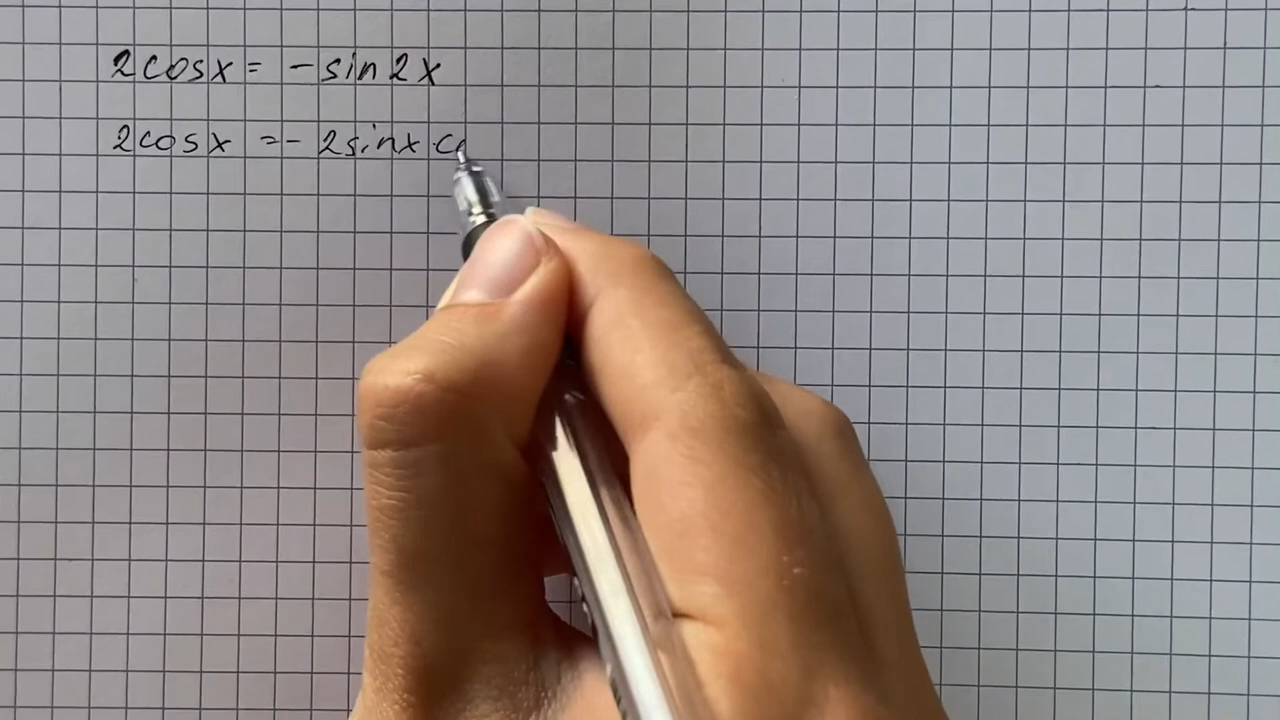 2cosx = -sin2x
2cosx = - 2sinx c